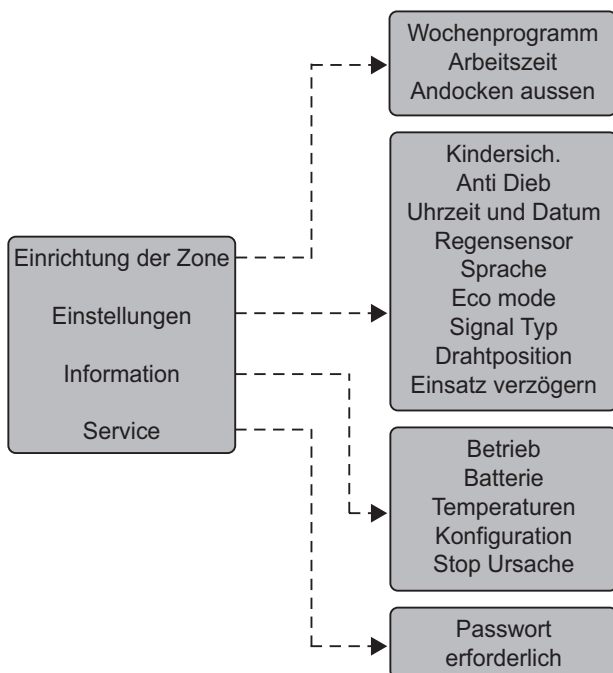 Einrichtung der Zone
Einstellungen
Information
Service
Wochenprogramm
Arbeitszeit
Andocken aussen
Kindersich.
Anti Dieb
Uhrzeit und Datum
Regensensor
Sprache
Eco mode
Signal Typ
Drahtposition
Einsatz verzögern
Betrieb
Batterie
Temperaturen
Konfiguration
Stop Ursache
Passwort
erforderlich